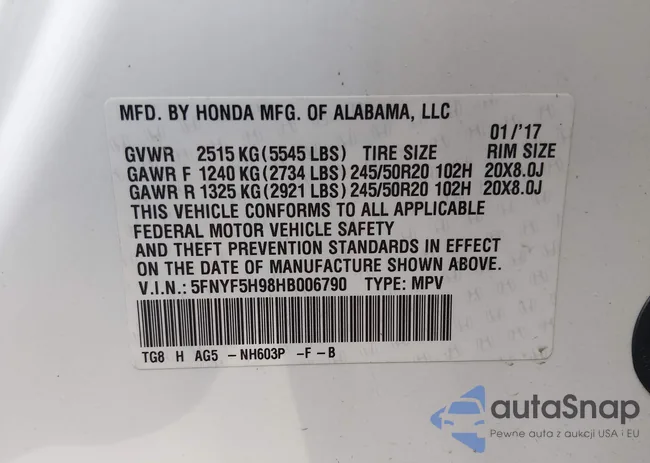 MFD. BY HONDA MFG. OF ALABAMA, LLC
01/'17
GVWR 2515 KG(5545 LBS) TIRE SIZE RIM SIZE
GAWR F 1240 KG(2734 LBS) 245/50R20 102H 20X8.0J
GAWR R 1325 KG(2921 LBS) 245/50R20 102H 20X8.0J
THIS VEHICLE CONFORMS TO ALL APPLICABLE
FEDERAL MOTOR VEHICLE SAFETY
AND THEFT PREVENTION STANDARDS IN EFFECT
ON THE DATE OF MANUFACTURE SHOWN ABOVE.
V.I.N.: 5FNYF5H98HB006790 TYPE: MPV
TG8 H AG5 -NH603P -F-B
autaSnap
Pewne auta z aukcji USA i EU